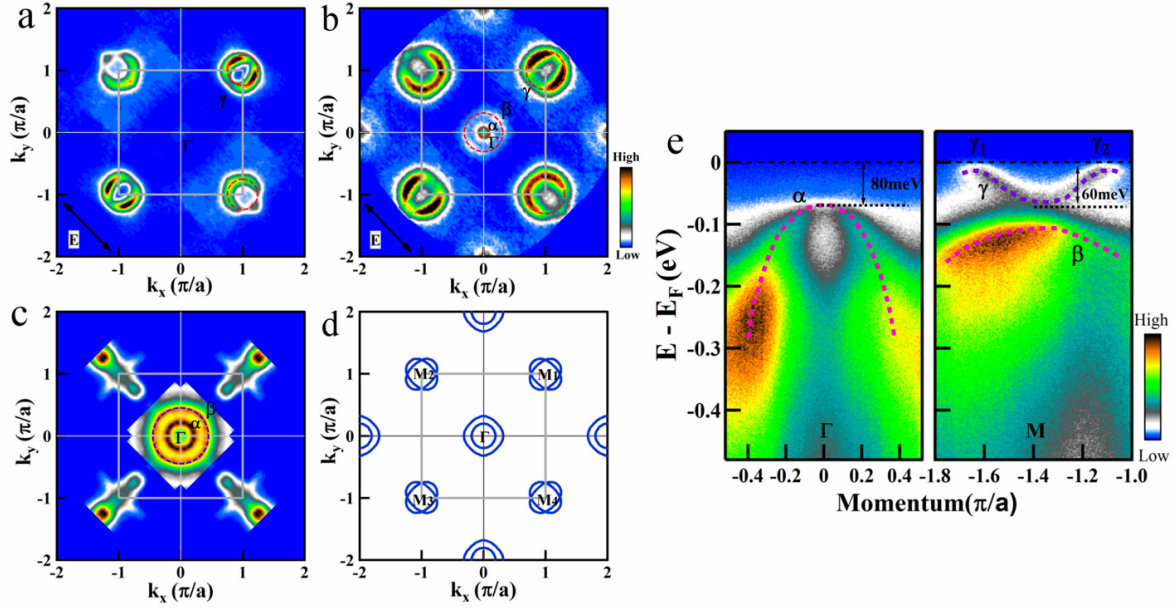 a
2
1
0
-1
-2
k_y (π/a)
γ
Γ
E
-2 -1 0 1 2
k_x (π/a)
b
2
1
0
-1
-2
k_y (π/a)
γ
β
α
Γ
E
-2 -1 0 1 2
k_x (π/a)
High
Low
c
2
1
0
-1
-2
k_y (π/a)
β
α
Γ
-2 -1 0 1 2
k_x (π/a)
d
2
1
0
-1
-2
k_y (π/a)
M2 M1
Γ
M3 M4
-2 -1 0 1 2
k_x (π/a)
e
0
-0.1
-0.2
-0.3
-0.4
E - E_F (eV)
α
80meV
Γ
-0.4 -0.2 0 0.2 0.4
γ₁ γ₂
γ
60meV
β
M
-1.8 -1.6 -1.4 -1.2 -1.0
Momentum(π/a)
High
Low